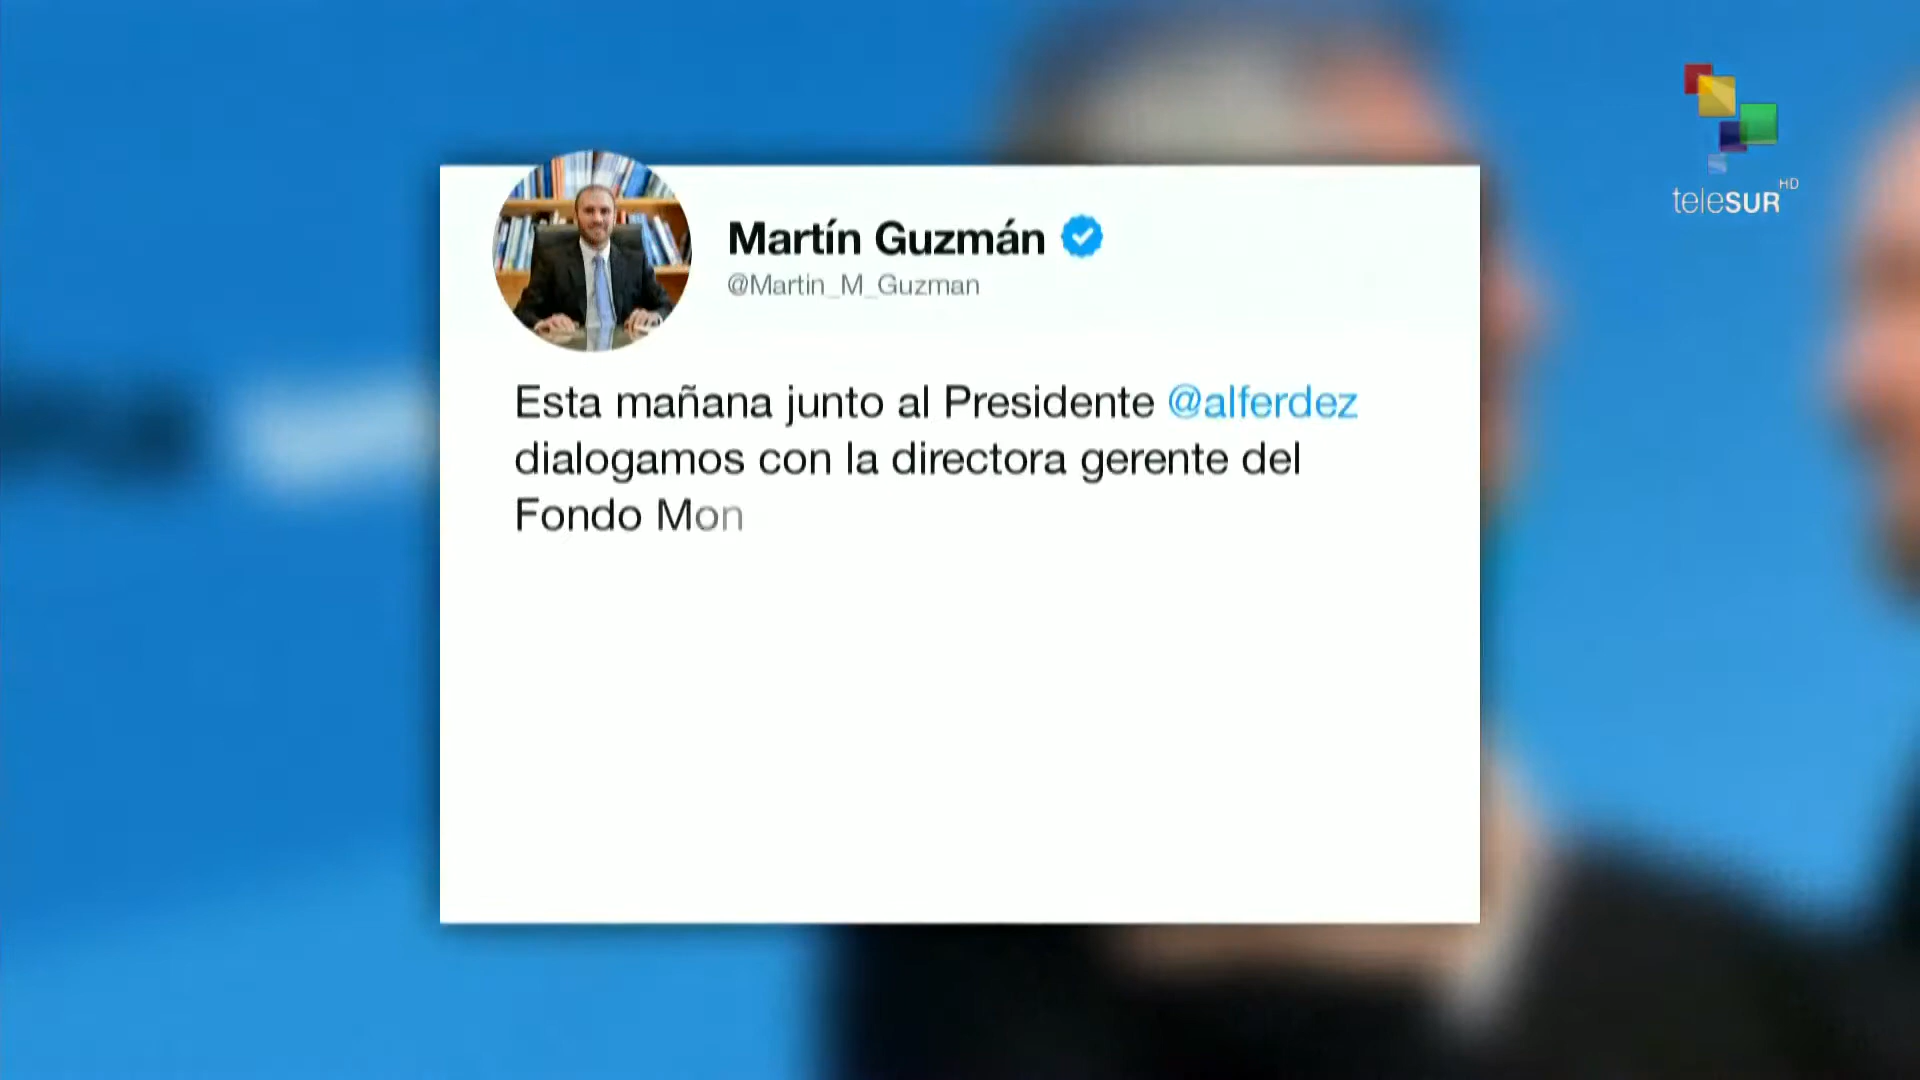 teleSUR HD
Martín Guzmán
@Martin_M_Guzman
Esta mañana junto al Presidente @alferdez
dialogamos con la directora gerente del
Fondo Mon